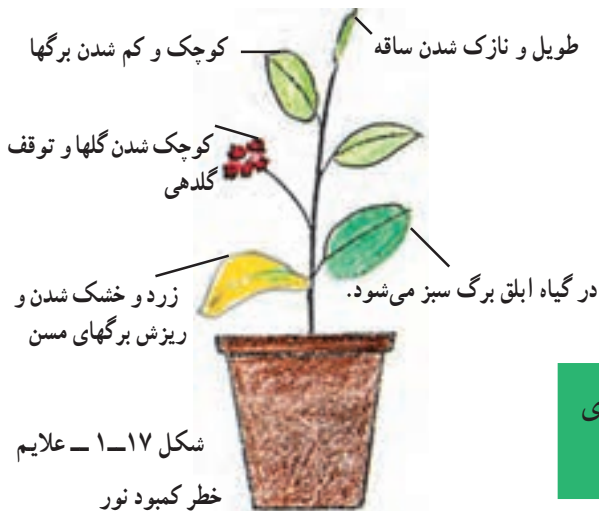 طویل و نازک شدن ساقه
کوچک و کم شدن برگها
کوچک شدن گلها و توقف
گلدهی
در گیاه ابلق برگ سبز می‌شود.
زرد و خشک شدن و
ریزش برگهای مسن
شکل ۱۷ــ۱ ــ علایم
خطر کمبود نور